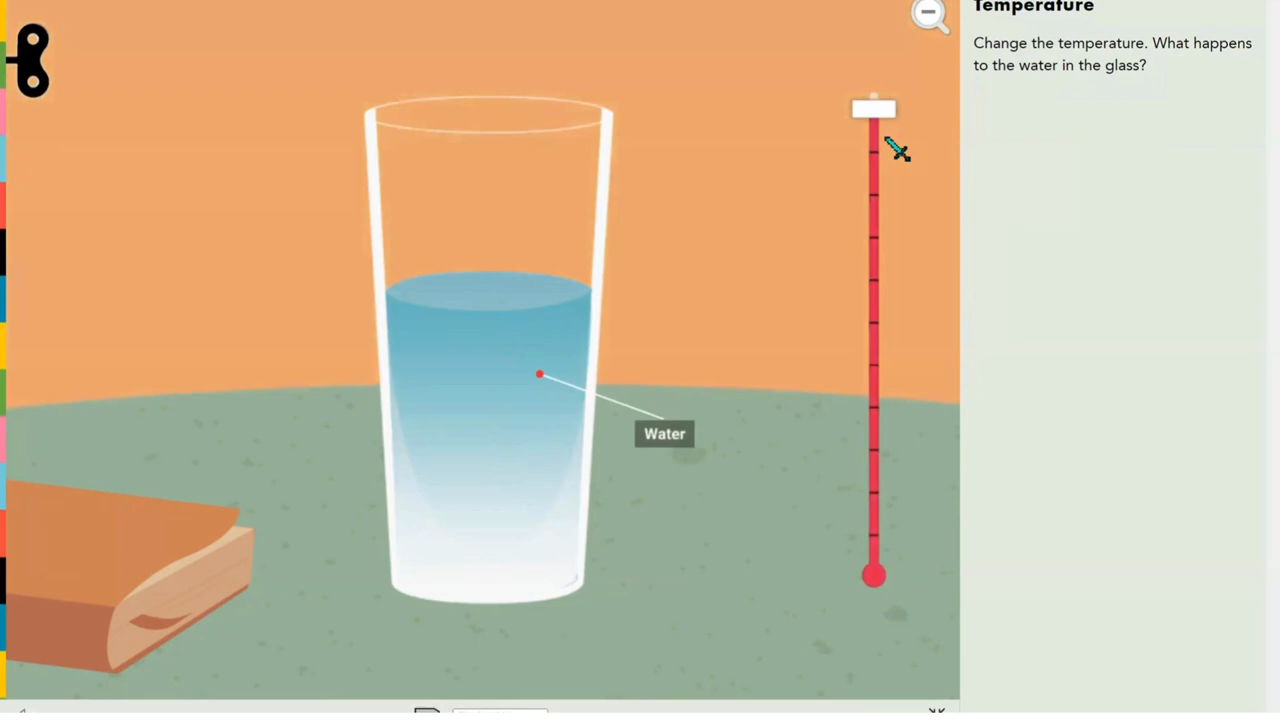 Temperature
Change the temperature. What happens
to the water in the glass?
Water